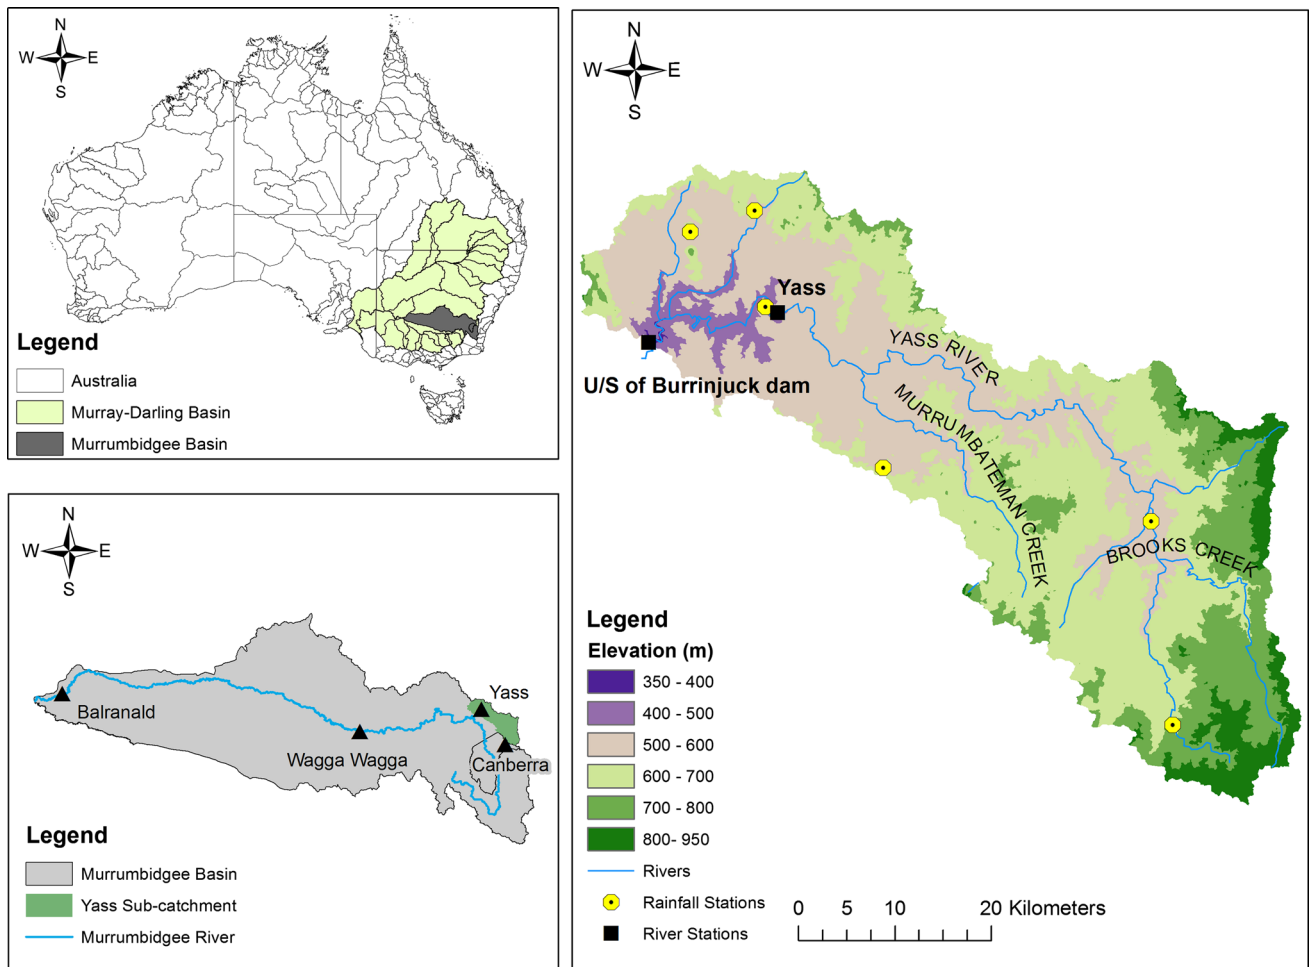 N
W E
S
Legend
Australia
Murray-Darling Basin
Murrumbidgee Basin
N
W E
S
Yass
Balranald
Wagga Wagga
Canberra
Legend
Murrumbidgee Basin
Yass Sub-catchment
Murrumbidgee River
N
W E
S
Yass
U/S of Burrinjuck dam
YASS RIVER
MURRUMBATEMAN CREEK
BROOKS CREEK
Legend
Elevation (m)
350 - 400
400 - 500
500 - 600
600 - 700
700 - 800
800- 950
Rivers
Rainfall Stations
River Stations
0 5 10 20 Kilometers